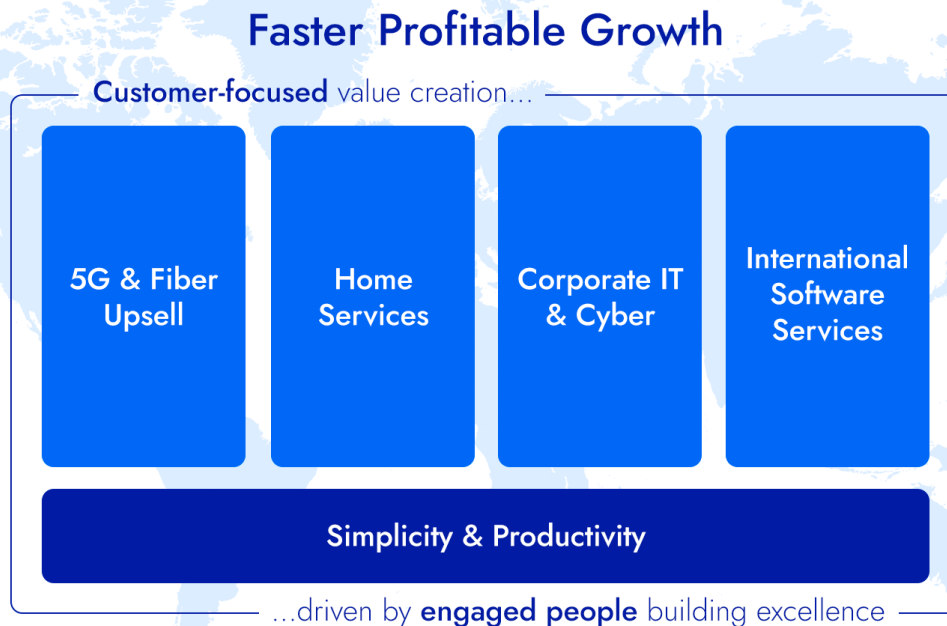 Faster Profitable Growth
Customer-focused value creation...
5G & Fiber
Upsell
Home
Services
Corporate IT
& Cyber
International
Software
Services
Simplicity & Productivity
...driven by engaged people building excellence